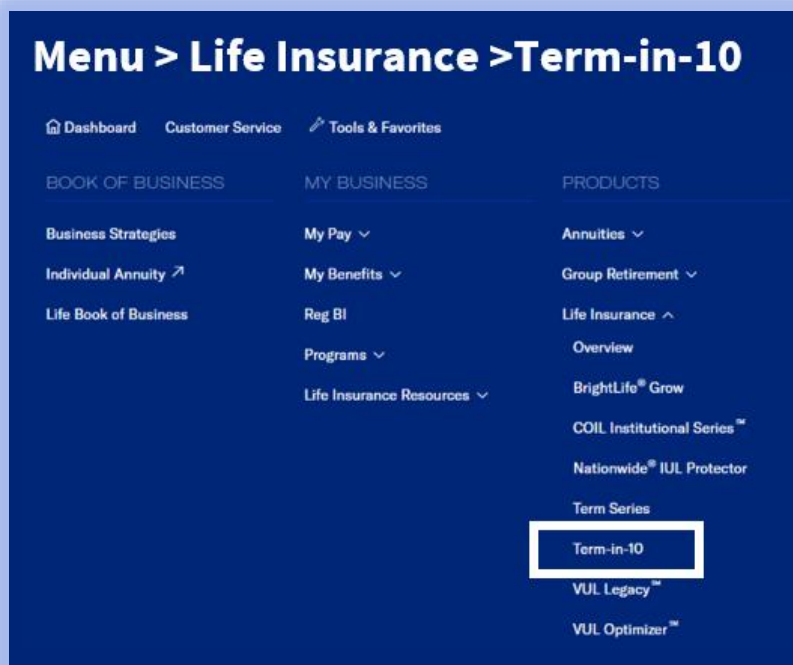 Menu > Life Insurance >Term-in-10
Dashboard Customer Service Tools & Favorites
BOOK OF BUSINESS
Business Strategies
Individual Annuity
Life Book of Business
MY BUSINESS
My Pay
My Benefits
Reg BI
Programs
Life Insurance Resources
PRODUCTS
Annuities
Group Retirement
Life Insurance
Overview
BrightLife® Grow
COIL Institutional Series℠
Nationwide® IUL Protector
Term Series
Term-in-10
VUL Legacy℠
VUL Optimizer℠